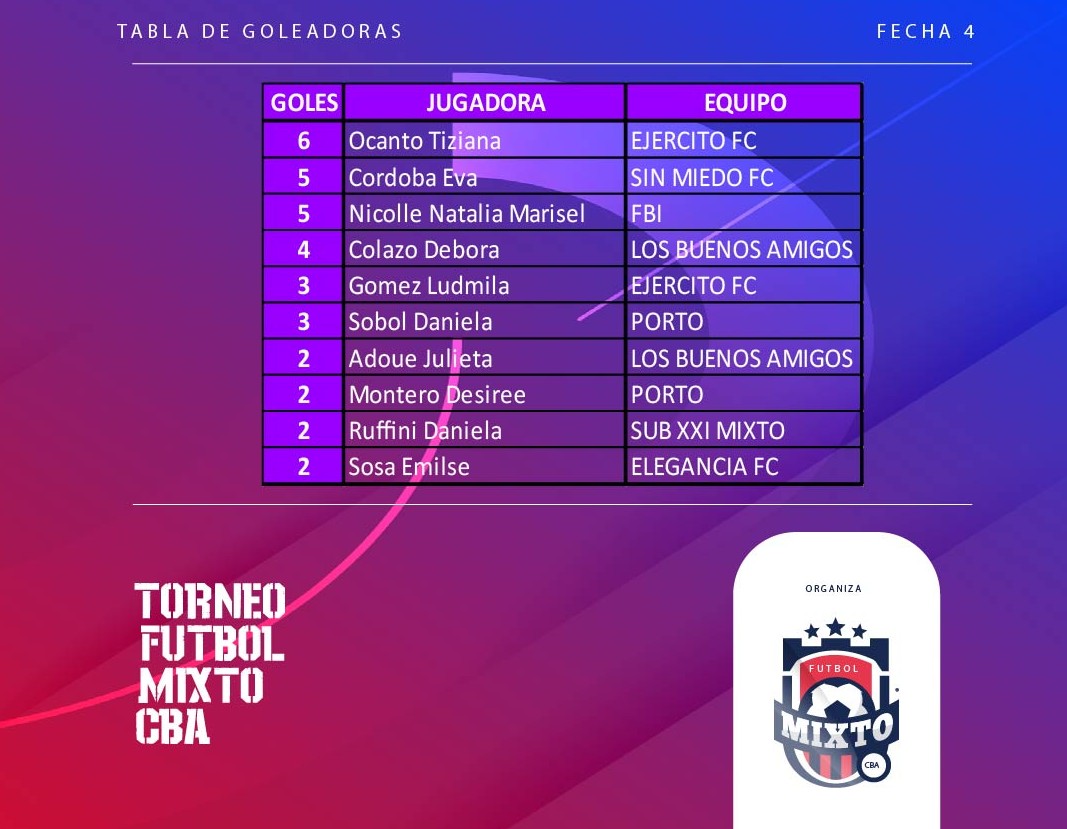 TABLA DE GOLEADORAS FECHA 4
GOLES JUGADORA EQUIPO
6 Ocanto Tiziana EJERCITO FC
5 Cordoba Eva SIN MIEDO FC
5 Nicolle Natalia Marisel FBI
4 Colazo Debora LOS BUENOS AMIGOS
3 Gomez Ludmila EJERCITO FC
3 Sobol Daniela PORTO
2 Adoue Julieta LOS BUENOS AMIGOS
2 Montero Desiree PORTO
2 Ruffini Daniela SUB XXI MIXTO
2 Sosa Emilse ELEGANCIA FC
TORNEO
FUTBOL
MIXTO
CBA
ORGANIZA
FUTBOL
MIXTO
CBA